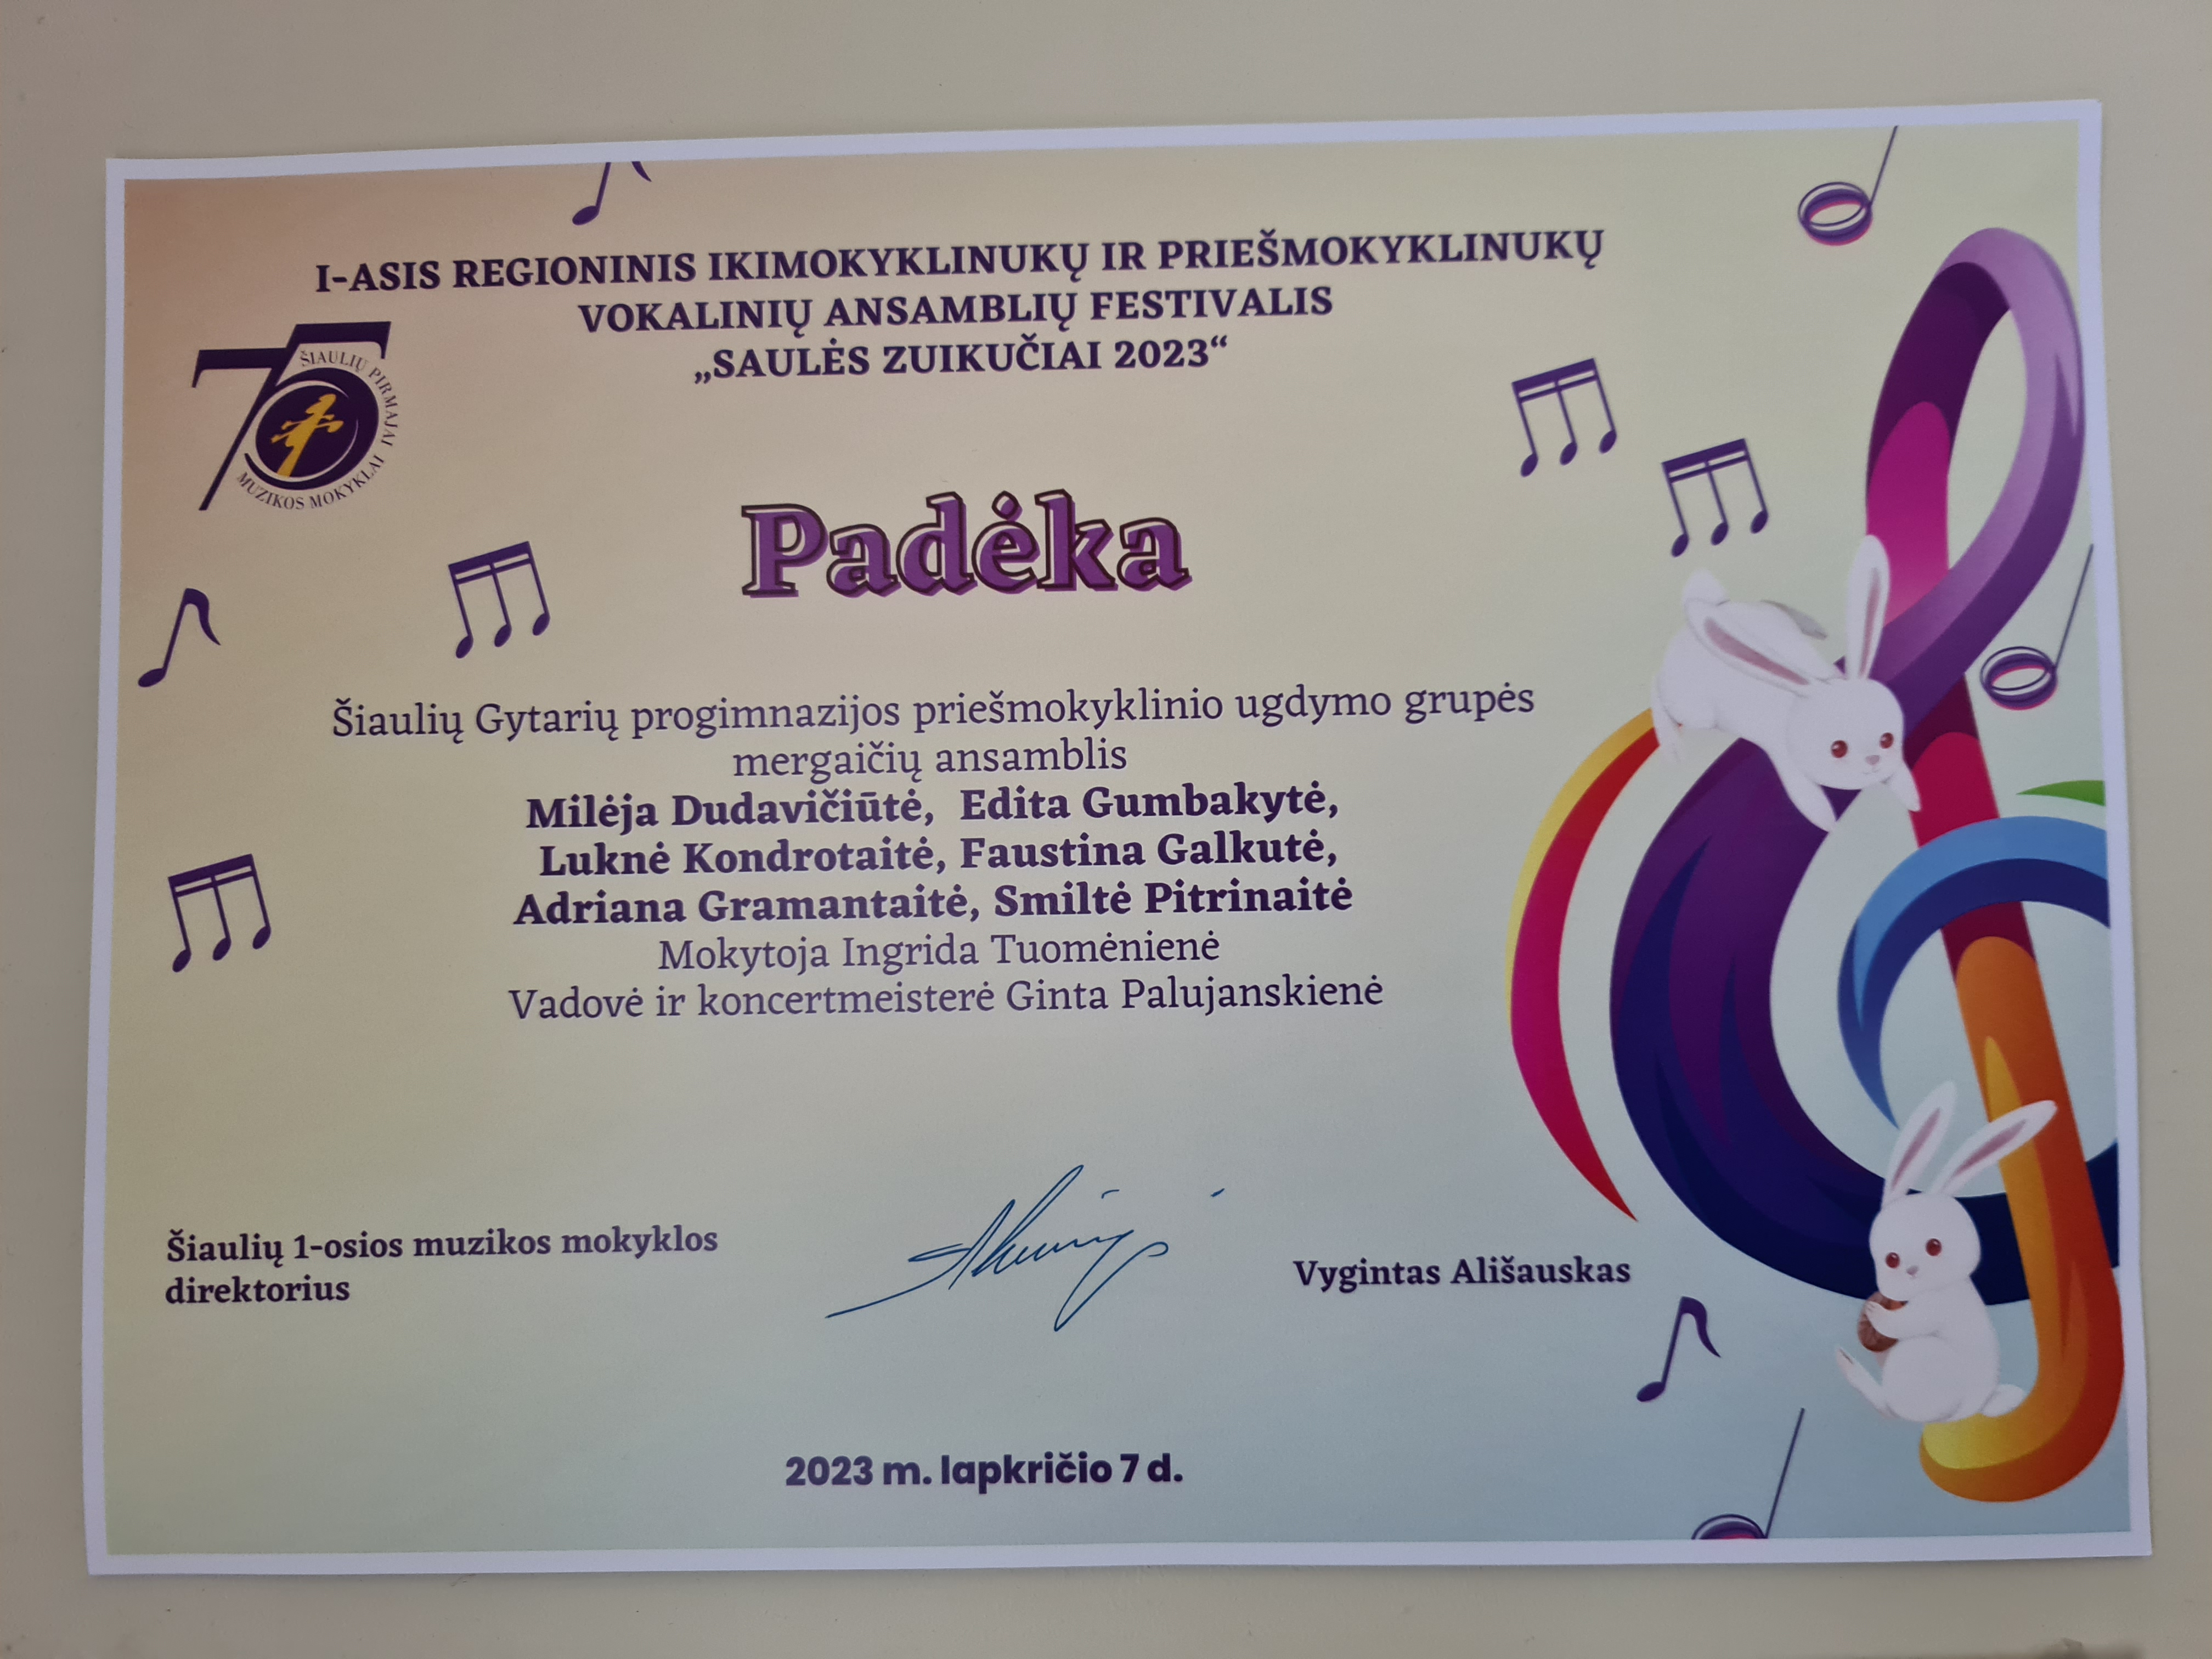 I-ASIS REGIONINIS IKIMOKYKLINUKŲ IR PRIEŠMOKYKLINUKŲ
VOKALINIŲ ANSAMBLIŲ FESTIVALIS
„SAULĖS ZUIKUČIAI 2023“
75
ŠIAULIŲ PIRMAJAI
MUZIKOS MOKYKLAI
Padėka
Šiaulių Gytarių progimnazijos priešmokyklinio ugdymo grupės
mergaičių ansamblis
Milėja Dudavičiūtė, Edita Gumbakytė,
Luknė Kondrotaitė, Faustina Galkutė,
Adriana Gramantaitė, Smiltė Pitrinaitė
Mokytoja Ingrida Tuomėnienė
Vadovė ir koncertmeisterė Ginta Palujanskienė
Šiaulių 1-osios muzikos mokyklos
direktorius
Vygintas Ališauskas
2023 m. lapkričio 7 d.